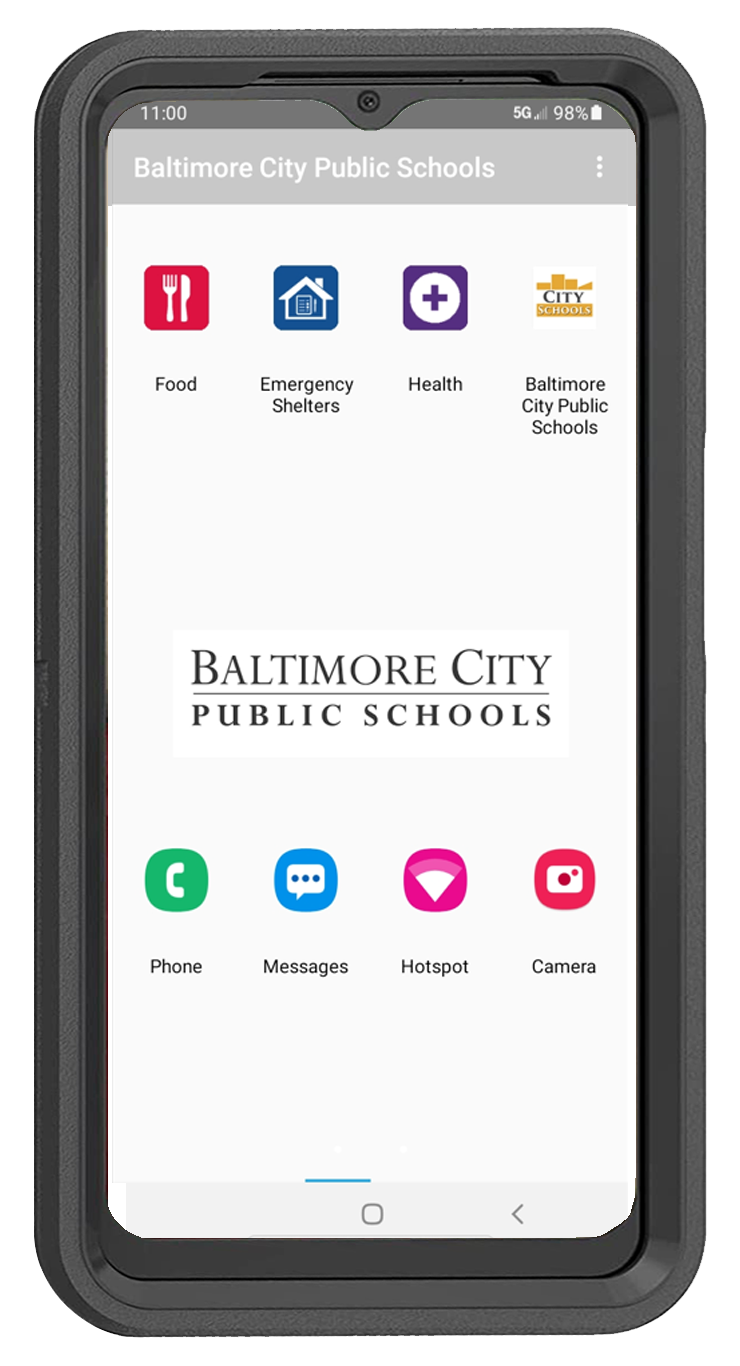 11:00 5G 98%
Baltimore City Public Schools
CITY
SCHOOLS
Food Emergency Health Baltimore
Shelters City Public
Schools
BALTIMORE CITY
PUBLIC SCHOOLS
Phone Messages Hotspot Camera